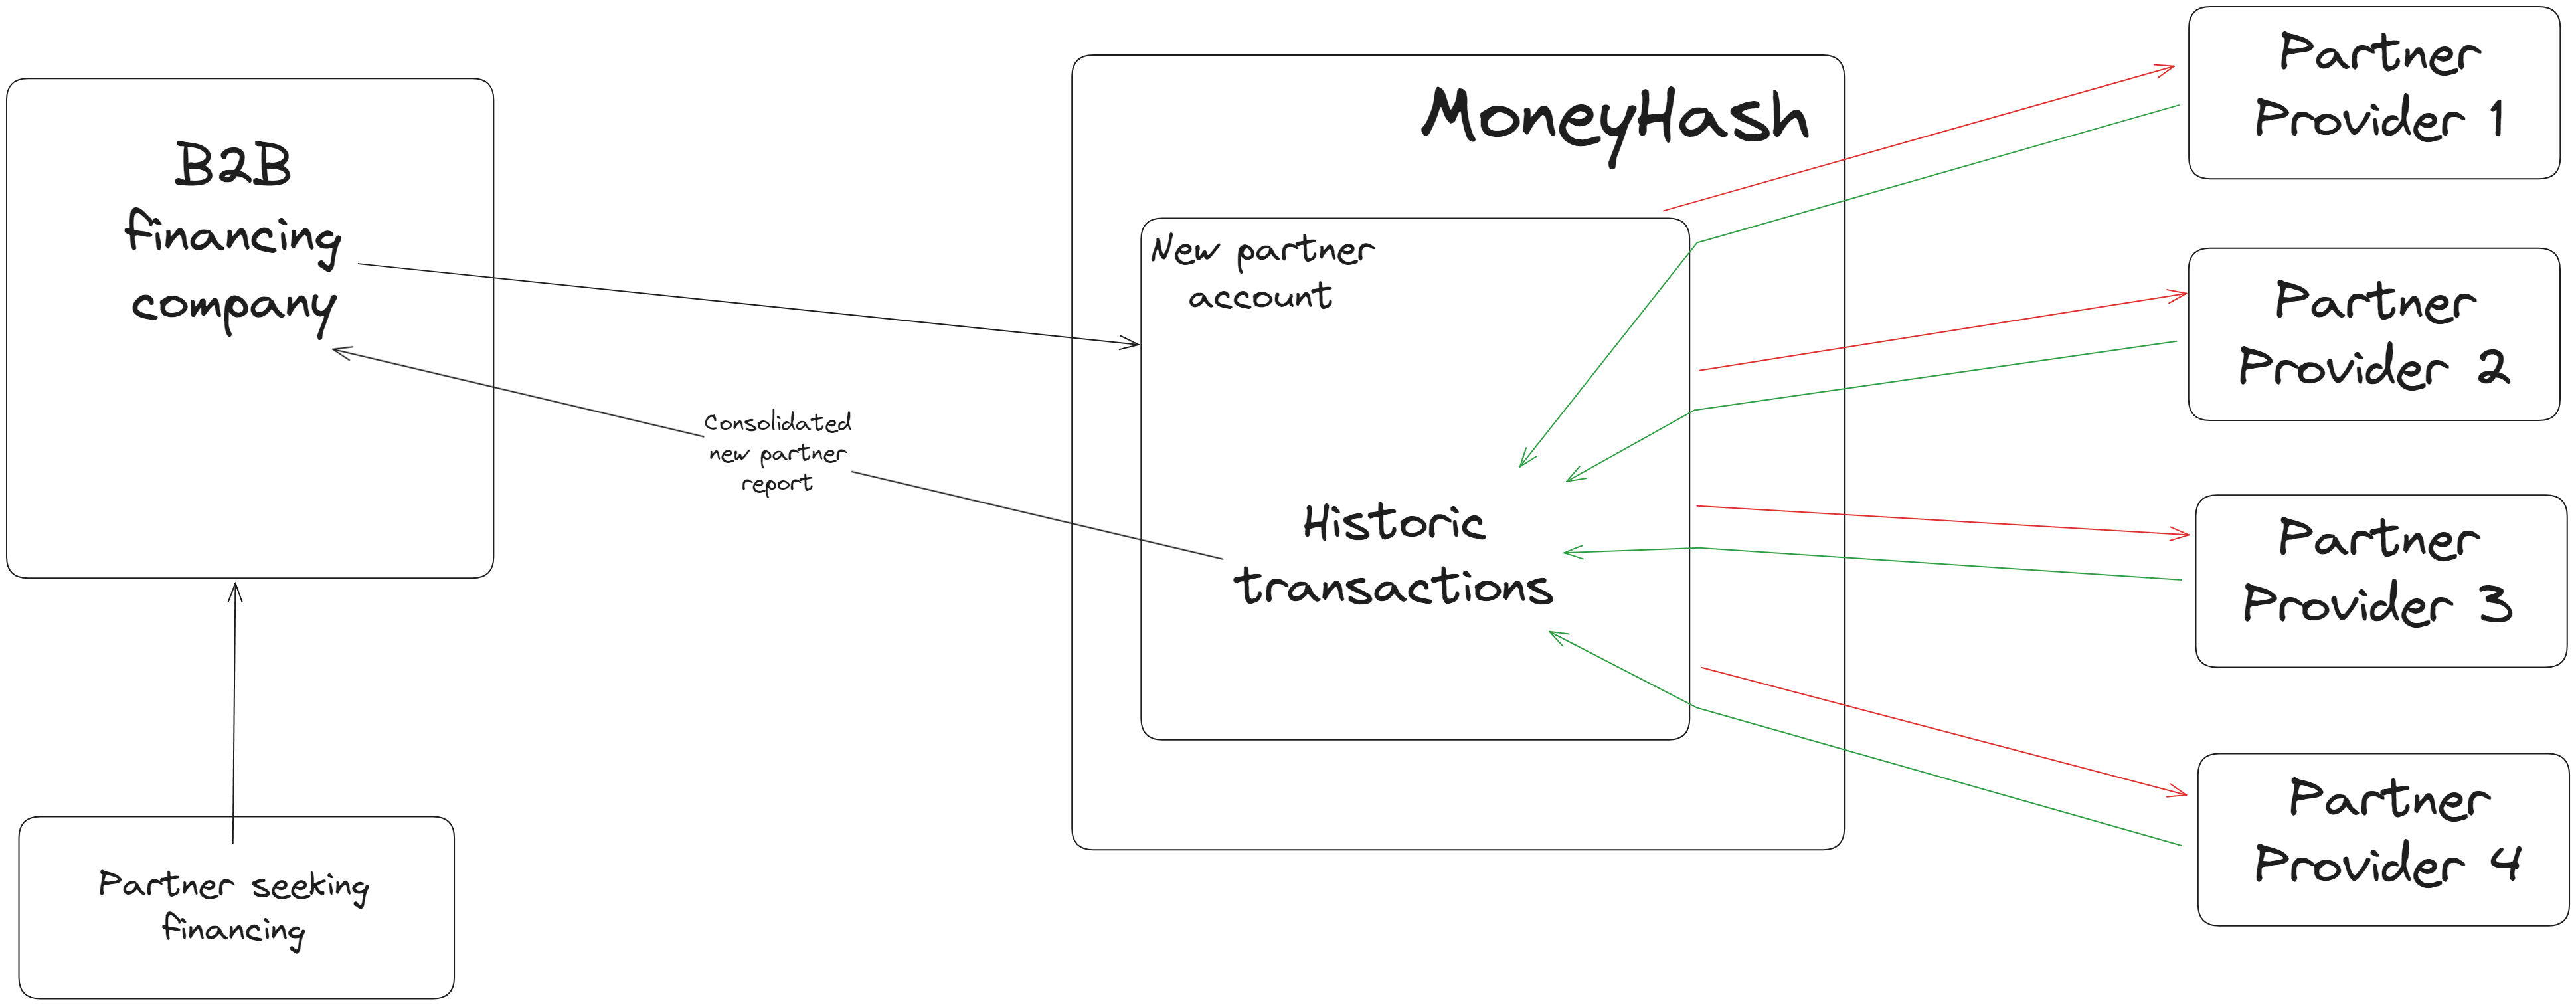 B2B
financing
company
Partner seeking
financing
Consolidated
new partner
report
MoneyHash
New partner
account
Historic
transactions
Partner
Provider 1
Partner
Provider 2
Partner
Provider 3
Partner
Provider 4